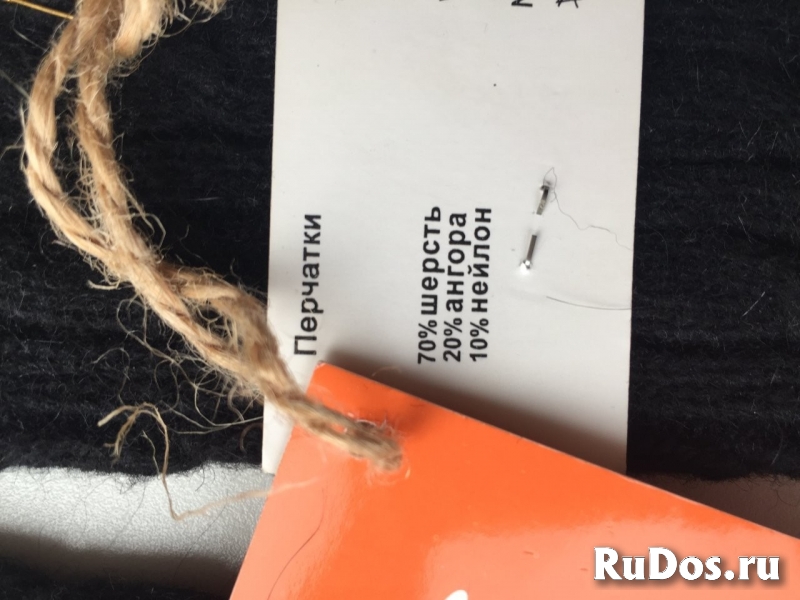 Перчатки
70% шерсть
20% ангора
10% нейлон
RuDos.ru